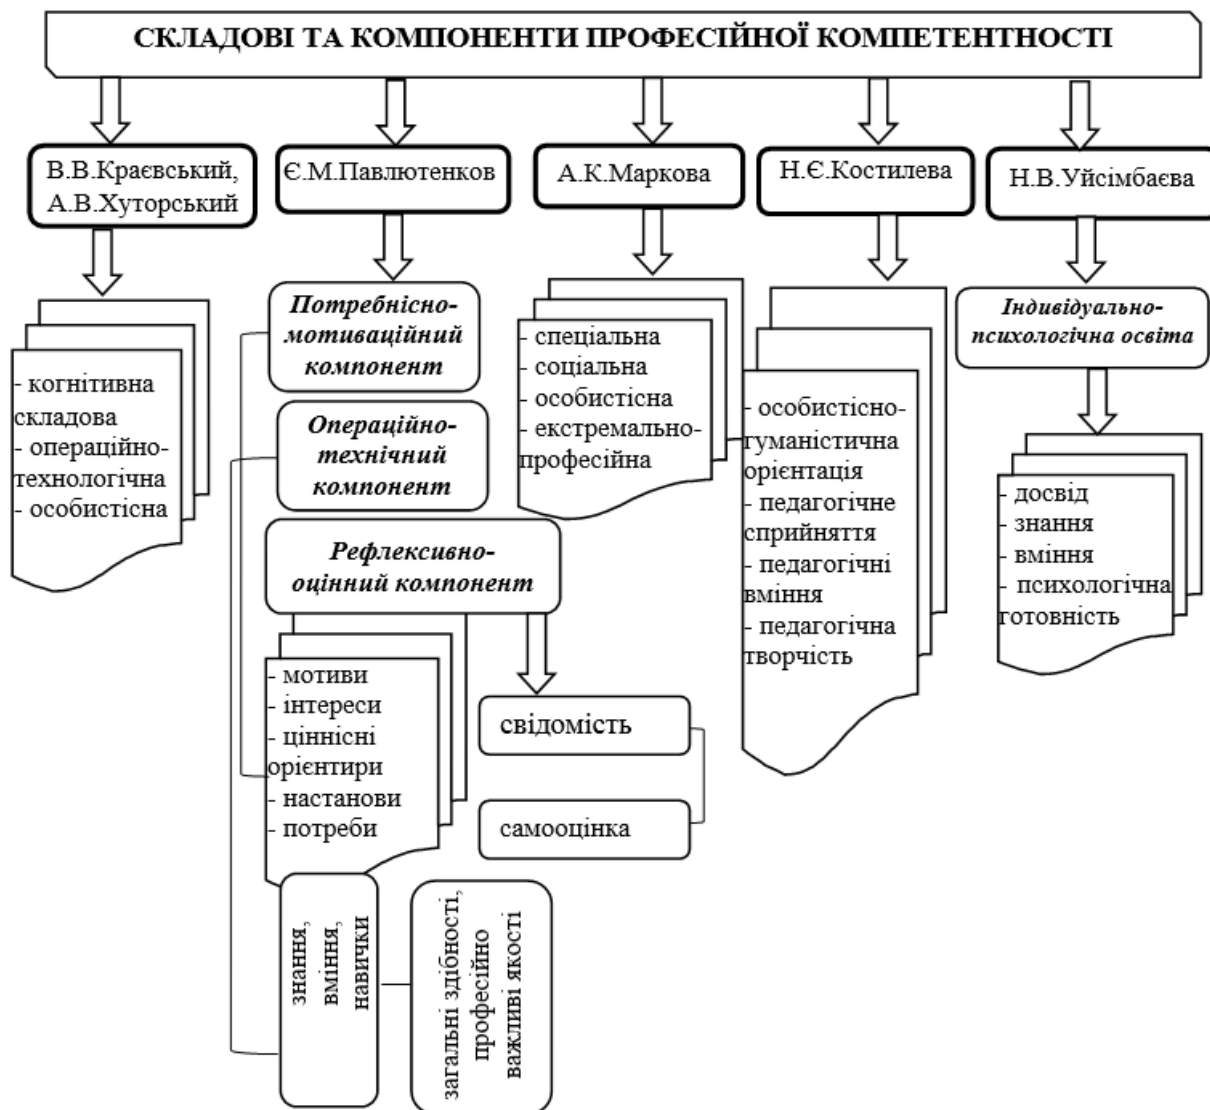 СКЛАДОВІ ТА КОМПОНЕНТИ ПРОФЕСІЙНОЇ КОМПЕТЕНТНОСТІ
В.В.Краєвський,
А.В.Хуторський
Є.М.Павлютенков
А.К.Маркова
Н.Є.Костилева
Н.В.Уйсімбаєва
- когнітивна
складова
- операційно-
технологічна
- особистісна
Потребнісно-
мотиваційний
компонент
Операційно-
технічний
компонент
Рефлексивно-
оцінний компонент
- мотиви
- інтереси
- ціннісні
орієнтири
- настанови
- потреби
свідомість
самооцінка
знання,
вміння,
навички
загальні здібності,
професійно
важливі якості
- спеціальна
- соціальна
- особистісна
- екстремально-
професійна
- особистісно-
гуманістична
орієнтація
- педагогічне
сприйняття
- педагогічні
вміння
- педагогічна
творчість
Індивідуально-
психологічна освіта
- досвід
- знання
- вміння
- психологічна
готовність